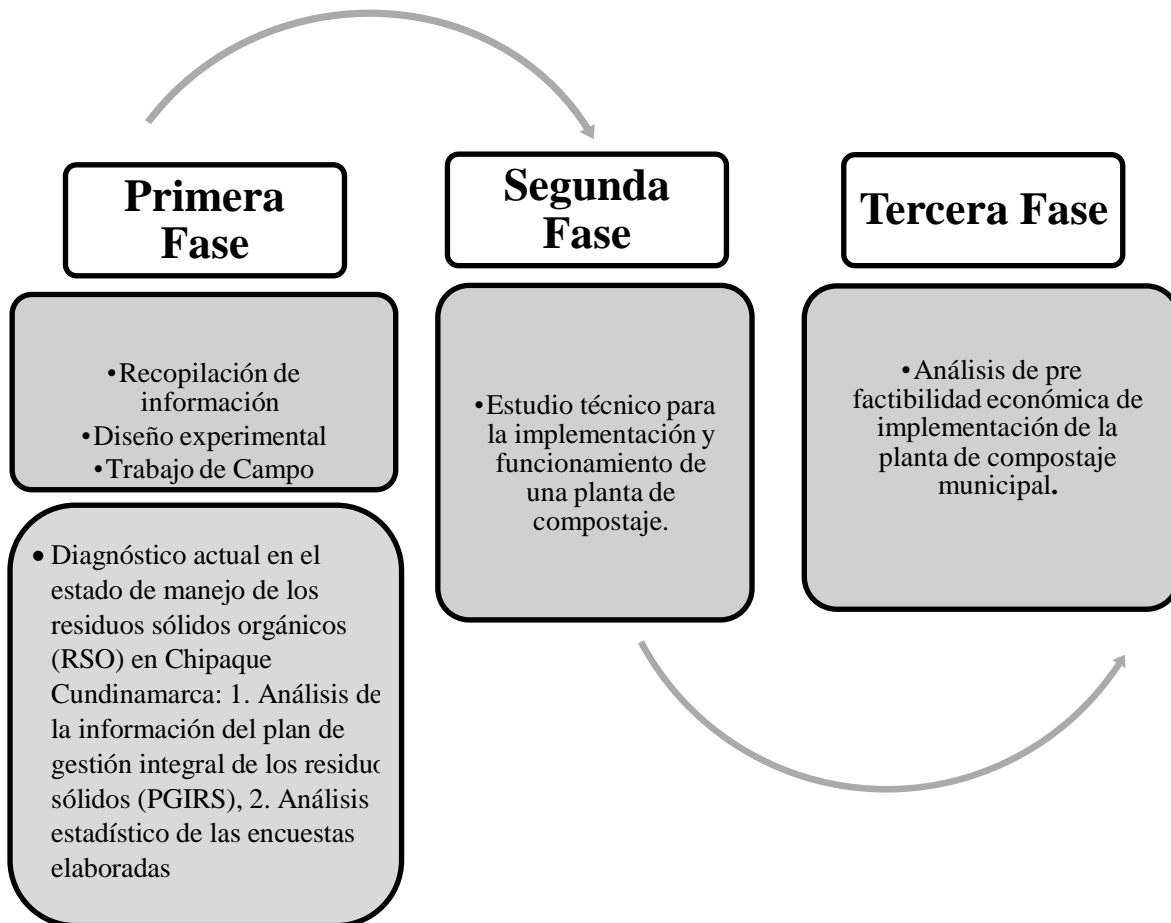 Primera
Fase
•Recopilación de
información
•Diseño experimental
•Trabajo de Campo
• Diagnóstico actual en el
estado de manejo de los
residuos sólidos orgánicos
(RSO) en Chipaque
Cundinamarca: 1. Análisis de
la información del plan de
gestión integral de los residuo
sólidos (PGIRS), 2. Análisis
estadístico de las encuestas
elaboradas
Segunda
Fase
•Estudio técnico para
la implementación y
funcionamiento de
una planta de
compostaje.
Tercera Fase
•Análisis de pre
factibilidad económica de
implementación de la
planta de compostaje
municipal.